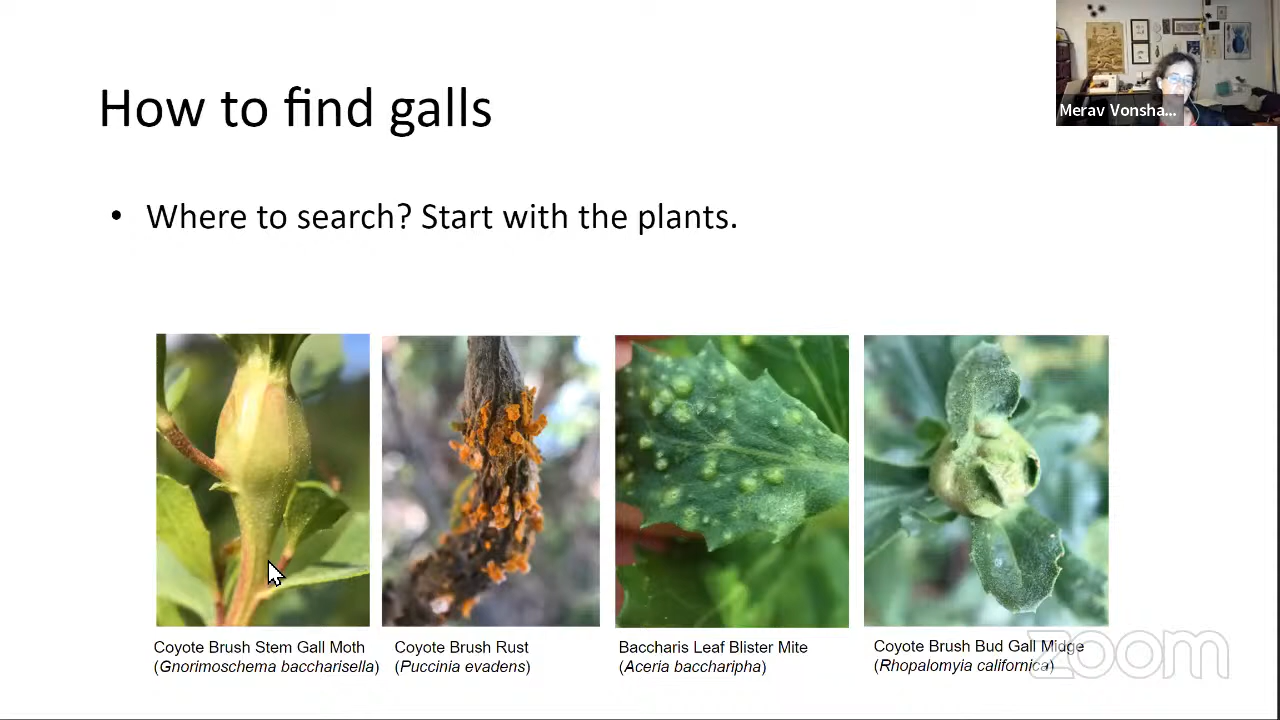 Merav Vonsha...
How to find galls
• Where to search? Start with the plants.
Coyote Brush Stem Gall Moth
(Gnorimoschema baccharisella)
Coyote Brush Rust
(Puccinia evadens)
Baccharis Leaf Blister Mite
(Aceria bacchariph​a)
Coyote Brush Bud Gall Midge
(Rhopalomyia californica)
zoom